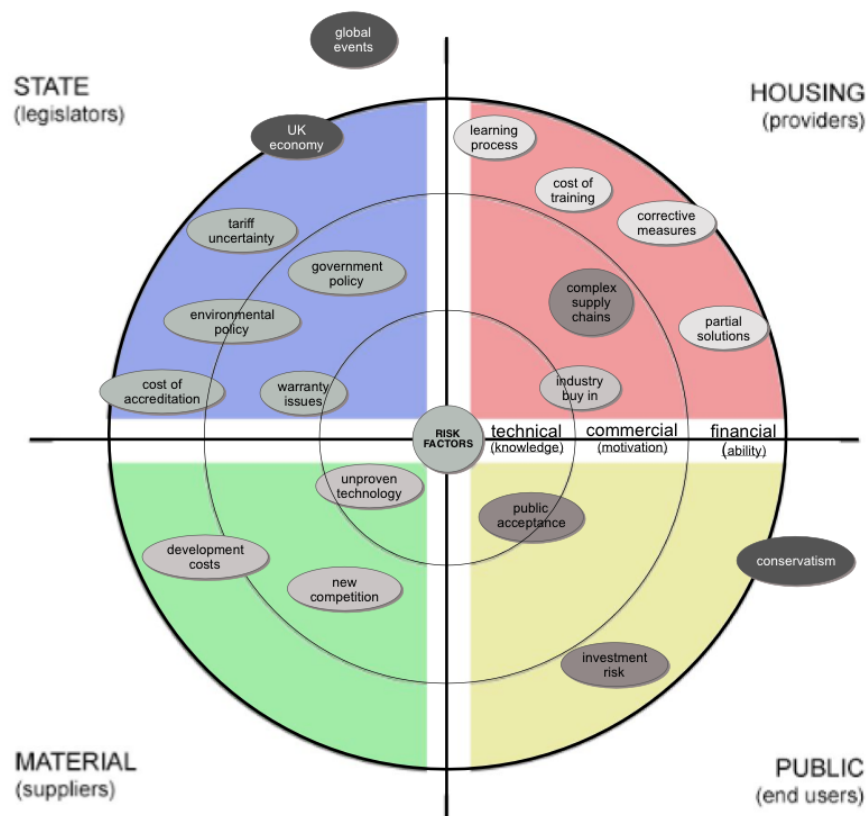 global
events
STATE
(legislators)
HOUSING
(providers)
UK
economy
learning
process
cost of
training
corrective
measures
tariff
uncertainty
government
policy
complex
supply
chains
environmental
policy
partial
solutions
cost of
accreditation
warranty
issues
industry
buy in
RISK
FACTORS
technical
(knowledge)
commercial
(motivation)
financial
(ability)
unproven
technology
public
acceptance
development
costs
new
competition
conservatism
investment
risk
MATERIAL
(suppliers)
PUBLIC
(end users)